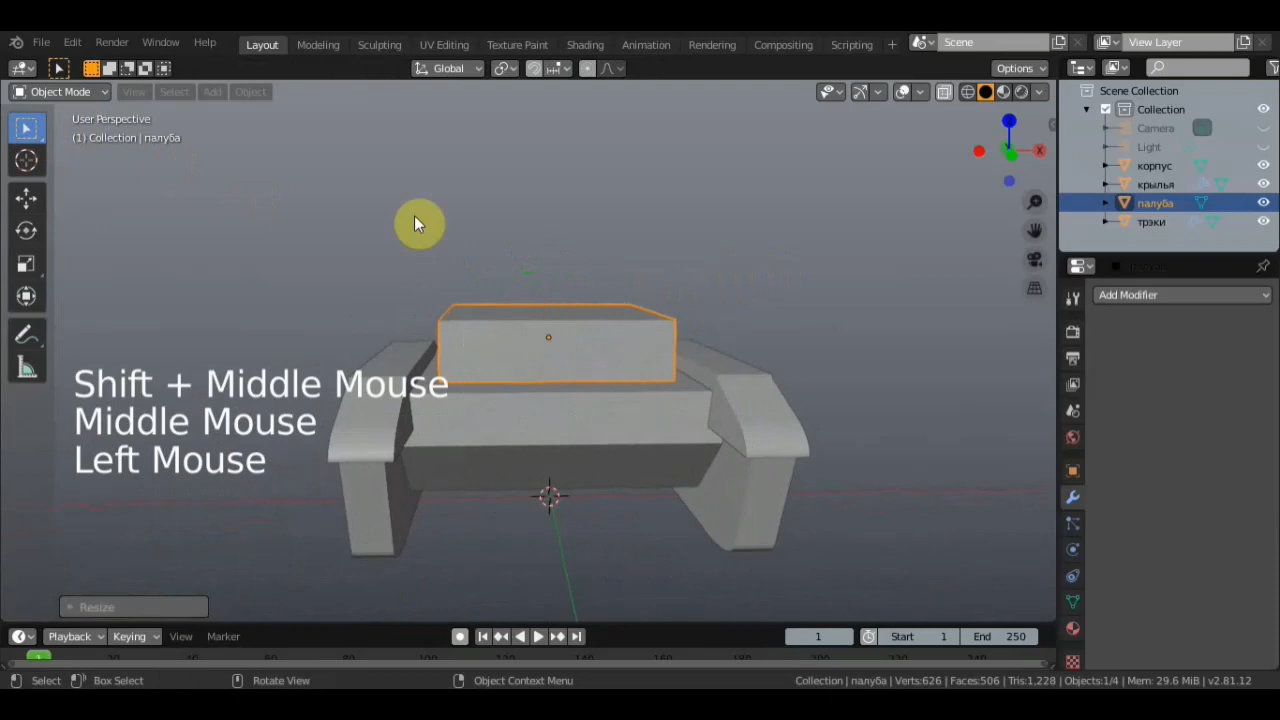 File Edit Render Window Help Layout Modeling Sculpting UV Editing Texture Paint Shading Animation Rendering Compositing Scripting + Scene View Layer
Global Options
Object Mode View Select Add Object
Scene Collection
User Perspective
Collection
(1) Collection | палуба
Camera
Light
X
корпус
крылья
палуба
трэки
Add Modifier
Shift + Middle Mouse
Middle Mouse
Left Mouse
Resize
Playback Keying View Marker 1 Start 1 End 250
1
Select Box Select Rotate View Object Context Menu Collection | палуба | Verts:626 | Faces:506 | Tris:1,228 | Objects:1/4 | Mem: 29.6 MiB | v2.81.12